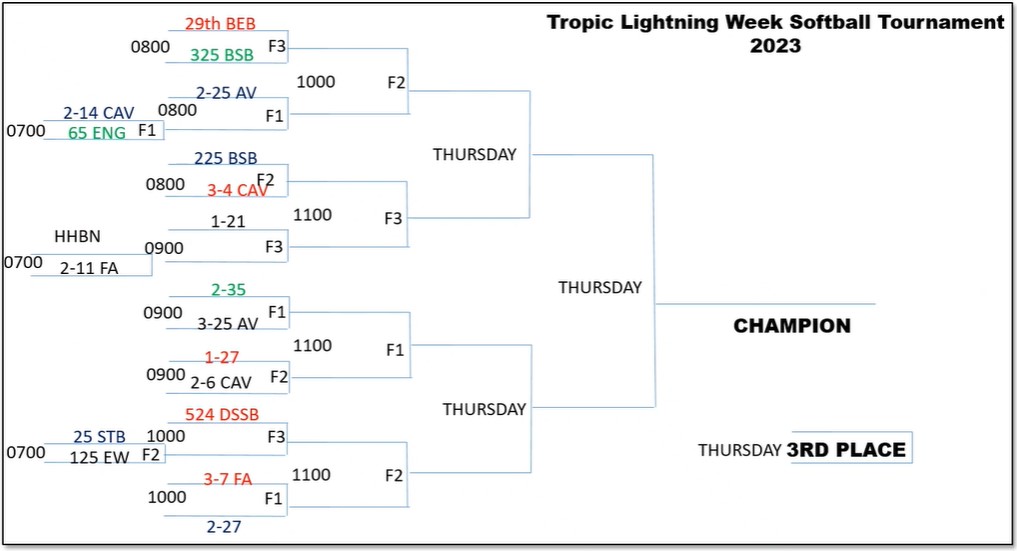 Tropic Lightning Week Softball Tournament
2023
29th BEB
0800
F3
325 BSB
1000
F2
2-25 AV
0800
F1
2-14 CAV
0700
65 ENG
F1
THURSDAY
225 BSB
0800
F2
3-4 CAV
1100
F3
1-21
0900
F3
HHBN
0700
2-11 FA
THURSDAY
CHAMPION
2-35
0900
F1
3-25 AV
1100
F1
1-27
0900
F2
2-6 CAV
THURSDAY
524 DSSB
1000
F3
25 STB
0700
125 EW
F2
1100
F2
3-7 FA
1000
F1
2-27
THURSDAY 3RD PLACE